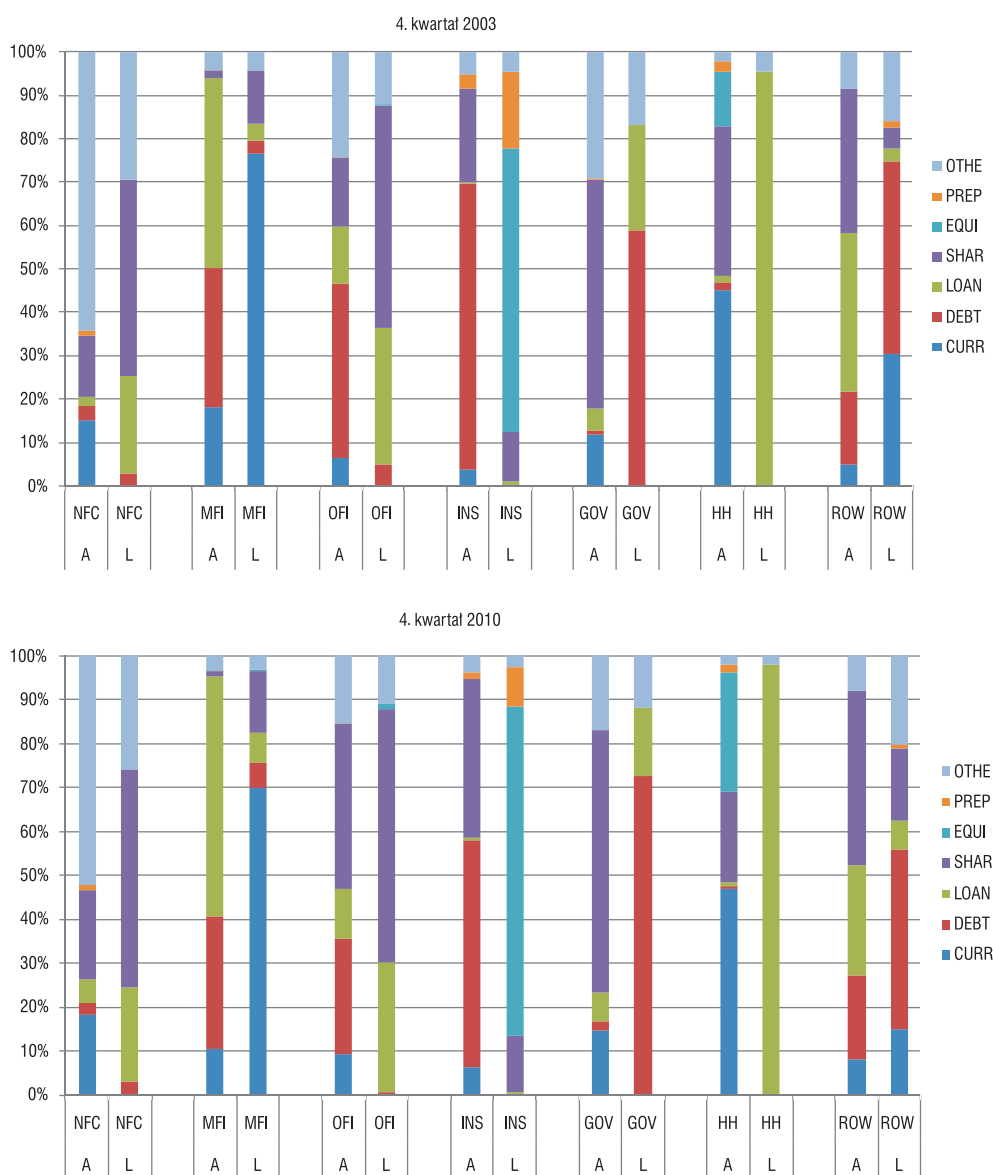 4. kwartał 2003
100%
90%
80%
70%
60%
50%
40%
30%
20%
10%
0%
OTHE
PREP
EQUI
SHAR
LOAN
DEBT
CURR
NFC NFC MFI MFI OFI OFI INS INS GOV GOV HH HH ROW ROW
A L A L A L A L A L A L A L
4. kwartał 2010
100%
90%
80%
70%
60%
50%
40%
30%
20%
10%
0%
OTHE
PREP
EQUI
SHAR
LOAN
DEBT
CURR
NFC NFC MFI MFI OFI OFI INS INS GOV GOV HH HH ROW ROW
A L A L A L A L A L A L A L